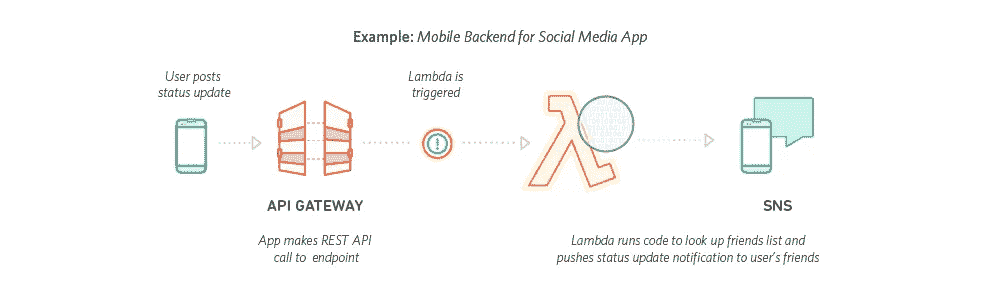 Example: Mobile Backend for Social Media App
User posts
status update
Lambda is
triggered
API GATEWAY
SNS
App makes REST API
call to endpoint
Lambda runs code to look up friends list and
pushes status update notification to user's friends